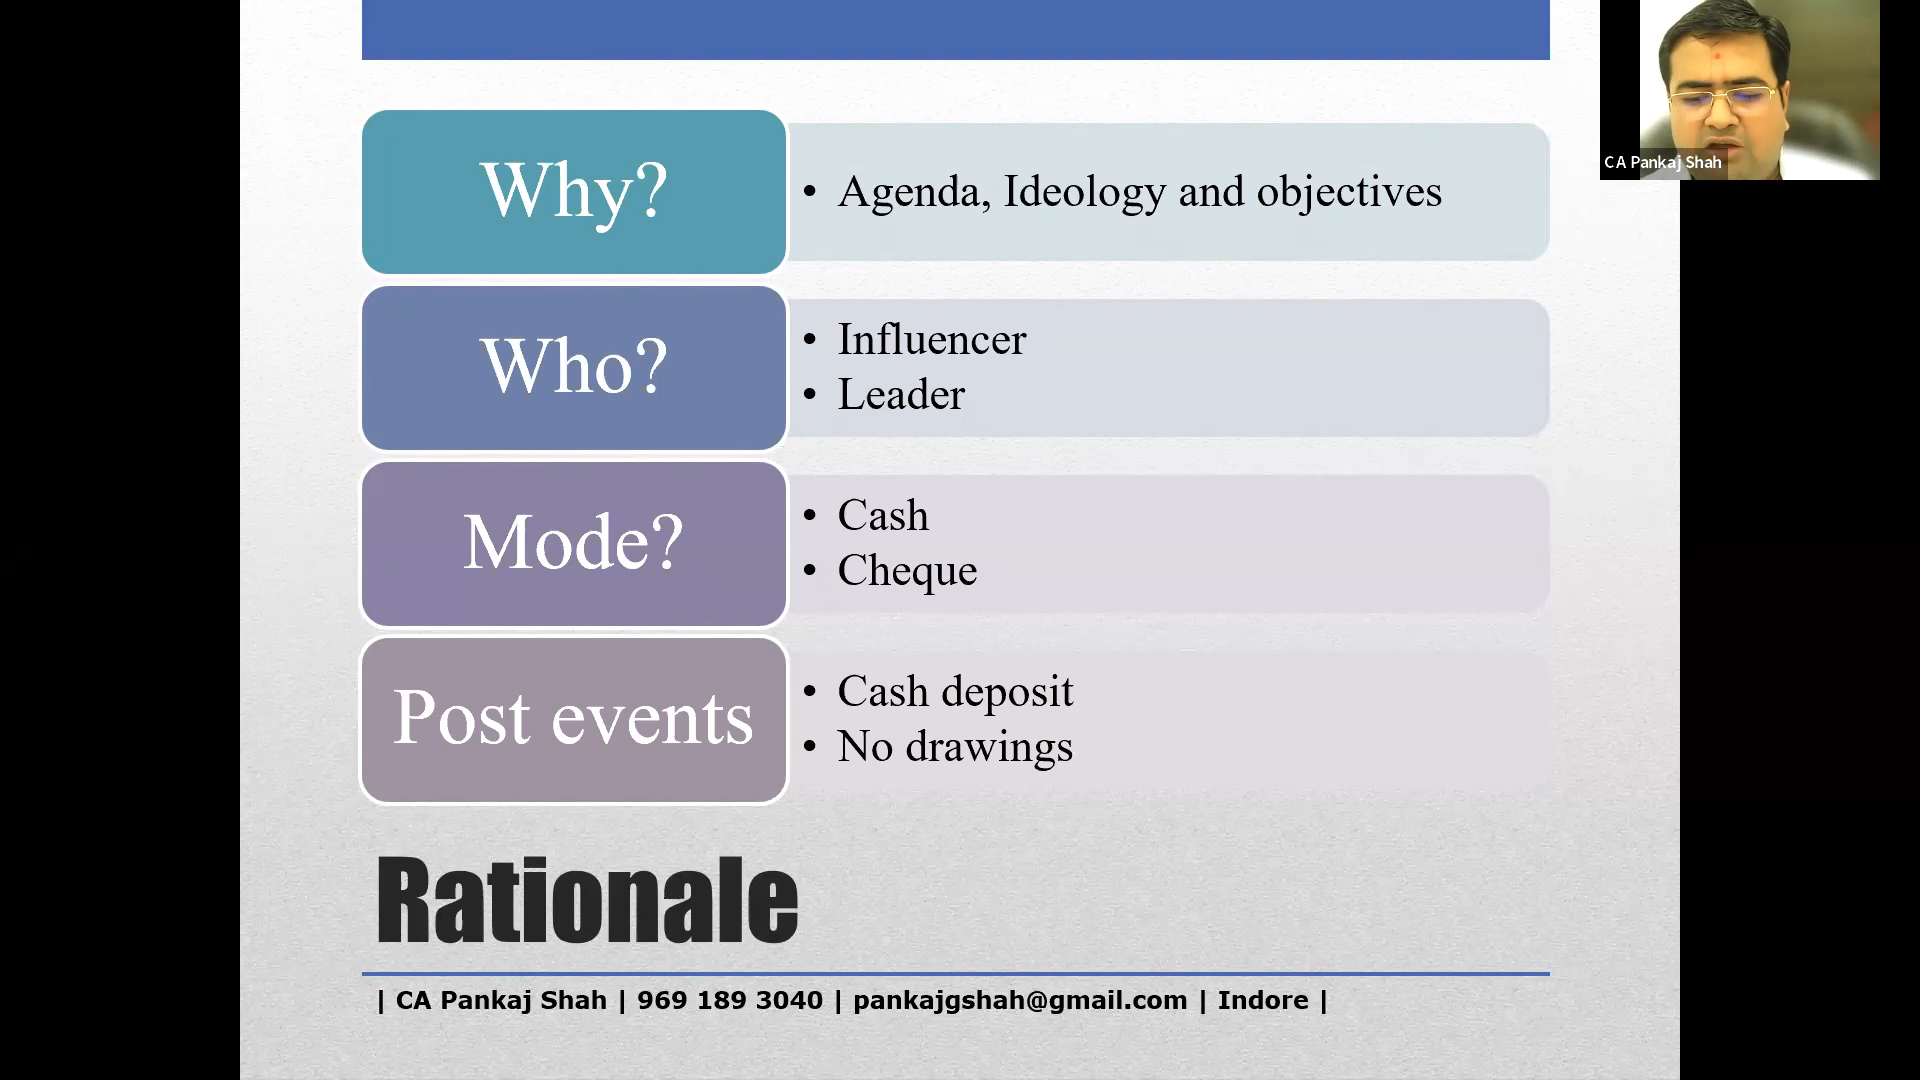 Why?
• Agenda, Ideology and objectives
Who?
• Influencer
• Leader
Mode?
• Cash
• Cheque
Post events
• Cash deposit
• No drawings
Rationale
| CA Pankaj Shah | 969 189 3040 | pankajgshah@gmail.com | Indore |
C A Pankaj Shah